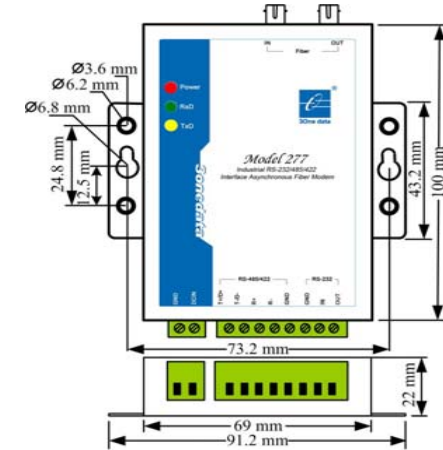 IN OUT
Fiber
Ø3.6 mm
Ø6.2 mm
Ø6.8 mm
Power
RxD
TxD
®
3One data
Model 277
Industrial RS-232/485/422
Interface Asynchronous Fiber Modem
3onedata
24.8 mm
12.5 mm
43.2 mm
100 mm
RS-485/422 RS-232
GND
DCIN
T+/D+
T-/D-
R+
R-
GND
GND
IN
OUT
73.2 mm
22 mm
69 mm
91.2 mm